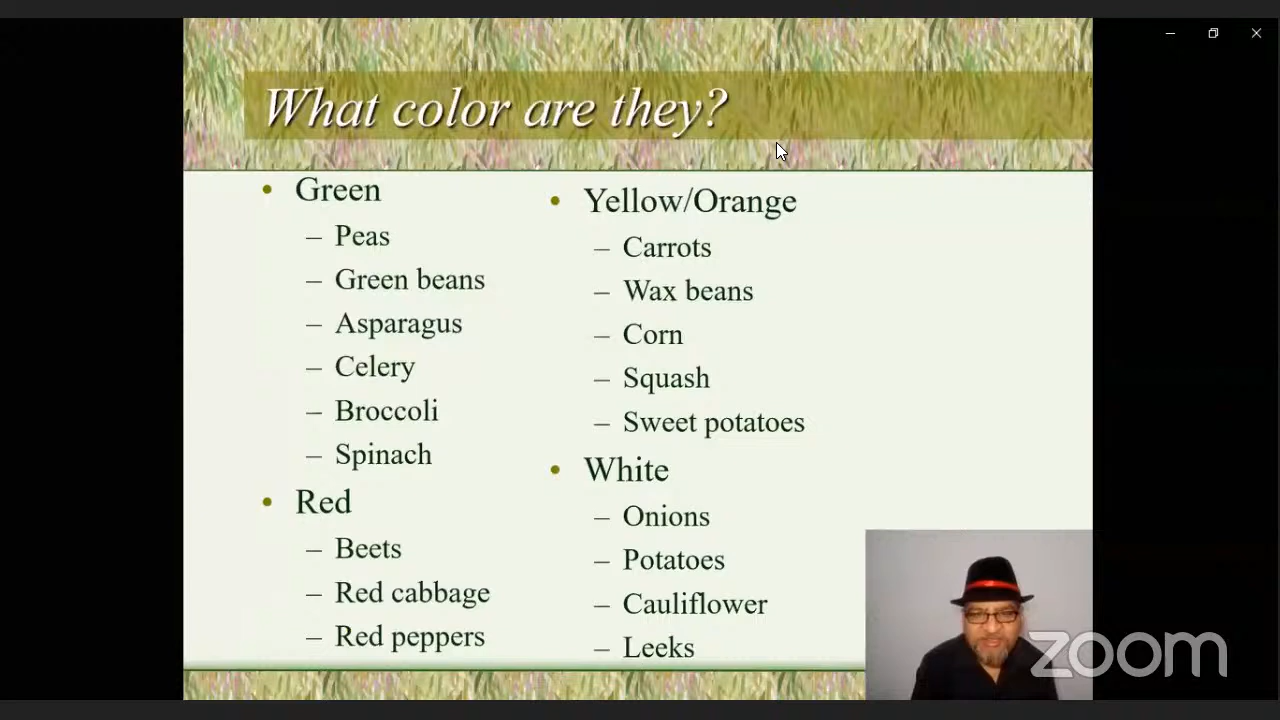 What color are they?
Green
– Peas
– Green beans
– Asparagus
– Celery
– Broccoli
– Spinach
Red
– Beets
– Red cabbage
– Red peppers
Yellow/Orange
– Carrots
– Wax beans
– Corn
– Squash
– Sweet potatoes
White
– Onions
– Potatoes
– Cauliflower
– Leeks
zoom